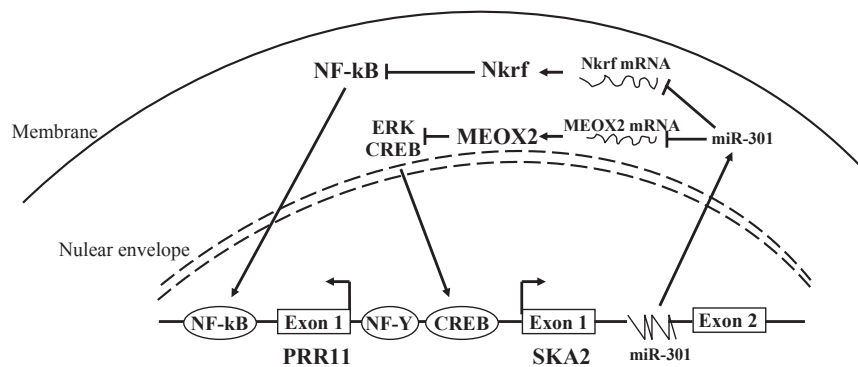 Nkrf mRNA
NF-kB Nkrf
Membrane
ERK
CREB MEOX2 MEOX2 mRNA miR-301
Nulear envelope
NF-kB Exon 1 NF-Y CREB Exon 1 Exon 2
PRR11 SKA2 miR-301